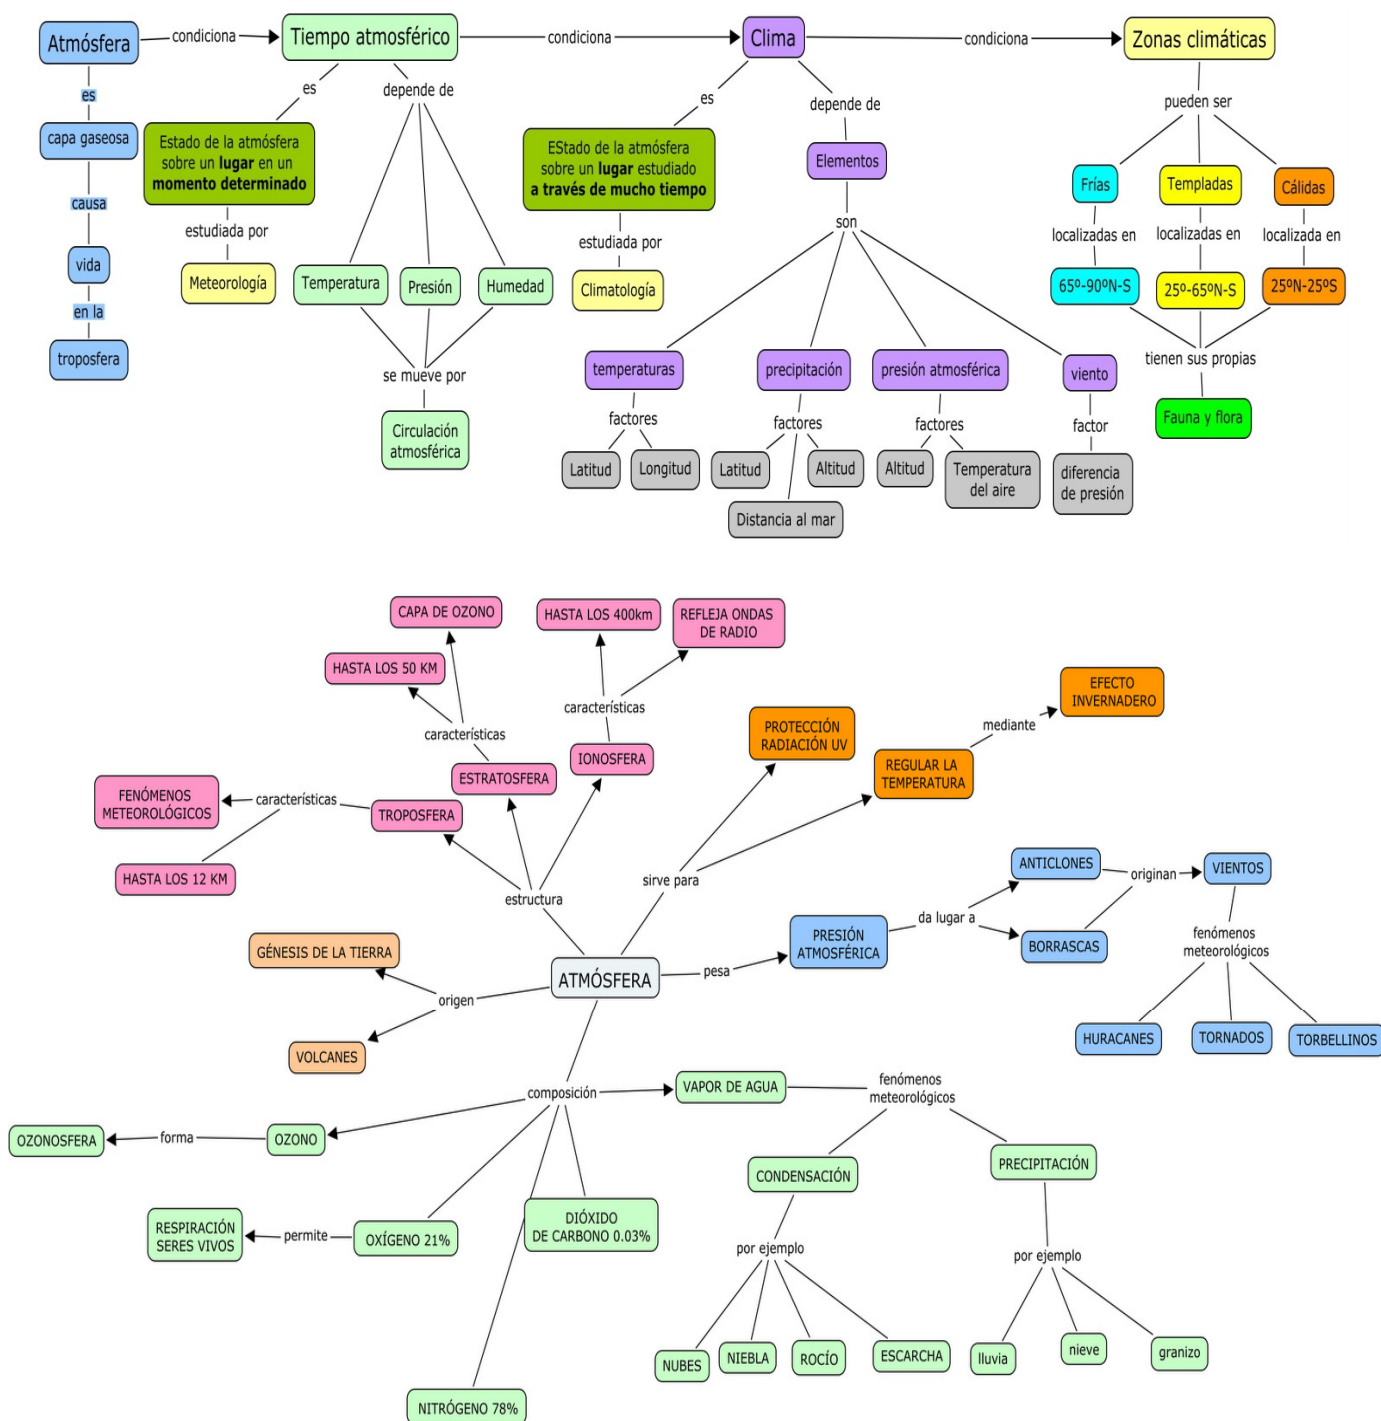 Atmósfera
condiciona
Tiempo atmosférico
condiciona
Clima
condiciona
Zonas climáticas
es
capa gaseosa
causa
vida
en la
troposfera
es
Estado de la atmósfera
sobre un lugar en un
momento determinado
estudiada por
Meteorología
depende de
Temperatura
Presión
Humedad
se mueve por
Circulación
atmosférica
es
EStado de la atmósfera
sobre un lugar estudiado
a través de mucho tiempo
estudiada por
Climatología
depende de
Elementos
son
temperaturas
precipitación
presión atmosférica
viento
factores
factores
factores
factor
Latitud
Longitud
Latitud
Altitud
Distancia al mar
Altitud
Temperatura
del aire
diferencia
de presión
pueden ser
Frías
Templadas
Cálidas
localizadas en
localizadas en
localizada en
65º-90ºN-S
25º-65ºN-S
25ºN-25ºS
tienen sus propias
Fauna y flora
CAPA DE OZONO
HASTA LOS 50 KM
características
ESTRATOSFERA
HASTA LOS 400km
REFLEJA ONDAS
DE RADIO
características
IONOSFERA
FENÓMENOS
METEOROLÓGICOS
características
TROPOSFERA
HASTA LOS 12 KM
estructura
PROTECCIÓN
RADIACIÓN UV
REGULAR LA
TEMPERATURA
mediante
EFECTO
INVERNADERO
sirve para
ATMÓSFERA
pesa
PRESIÓN
ATMOSFÉRICA
da lugar a
ANTICLONES
BORRASCAS
originan
VIENTOS
fenómenos
meteorológicos
HURACANES
TORNADOS
TORBELLINOS
GÉNESIS DE LA TIERRA
origen
VOLCANES
composición
VAPOR DE AGUA
fenómenos
meteorológicos
OZONO
forma
OZONOSFERA
OXÍGENO 21%
permite
RESPIRACIÓN
SERES VIVOS
DIÓXIDO
DE CARBONO 0.03%
NITRÓGENO 78%
CONDENSACIÓN
por ejemplo
NUBES
NIEBLA
ROCÍO
ESCARCHA
PRECIPITACIÓN
por ejemplo
lluvia
nieve
granizo